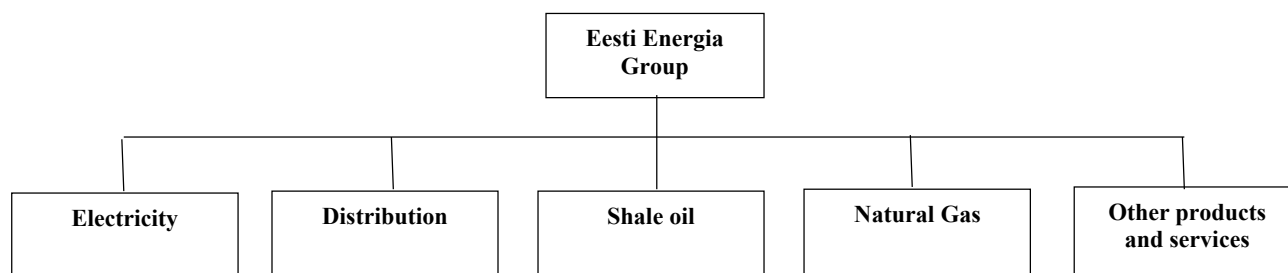 Eesti Energia
Group
Electricity
Distribution
Shale oil
Natural Gas
Other products
and services